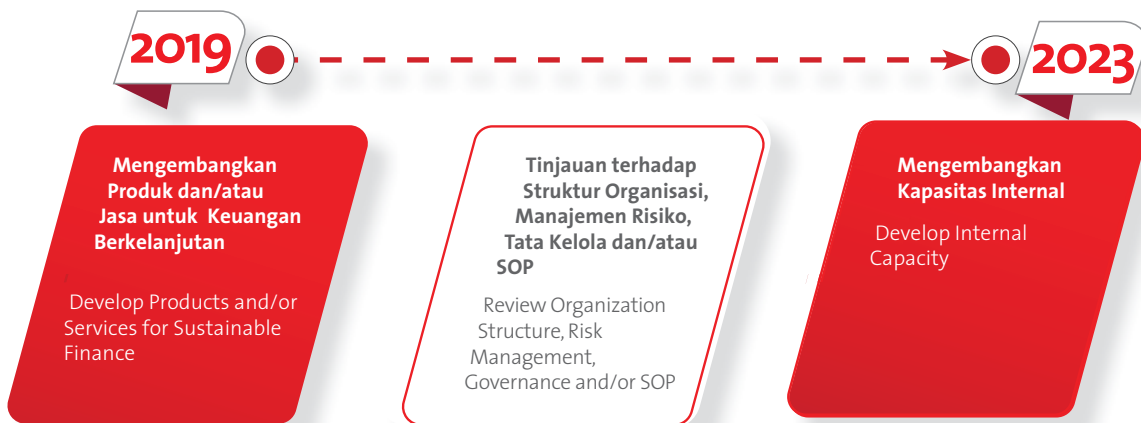 2019
2023
Mengembangkan
Produk dan/atau
Jasa untuk Keuangan
Berkelanjutan
Develop Products and/or
Services for Sustainable
Finance
Tinjauan terhadap
Struktur Organisasi,
Manajemen Risiko,
Tata Kelola dan/atau
SOP
Review Organization
Structure, Risk
Management,
Governance and/or SOP
Mengembangkan
Kapasitas Internal
Develop Internal
Capacity